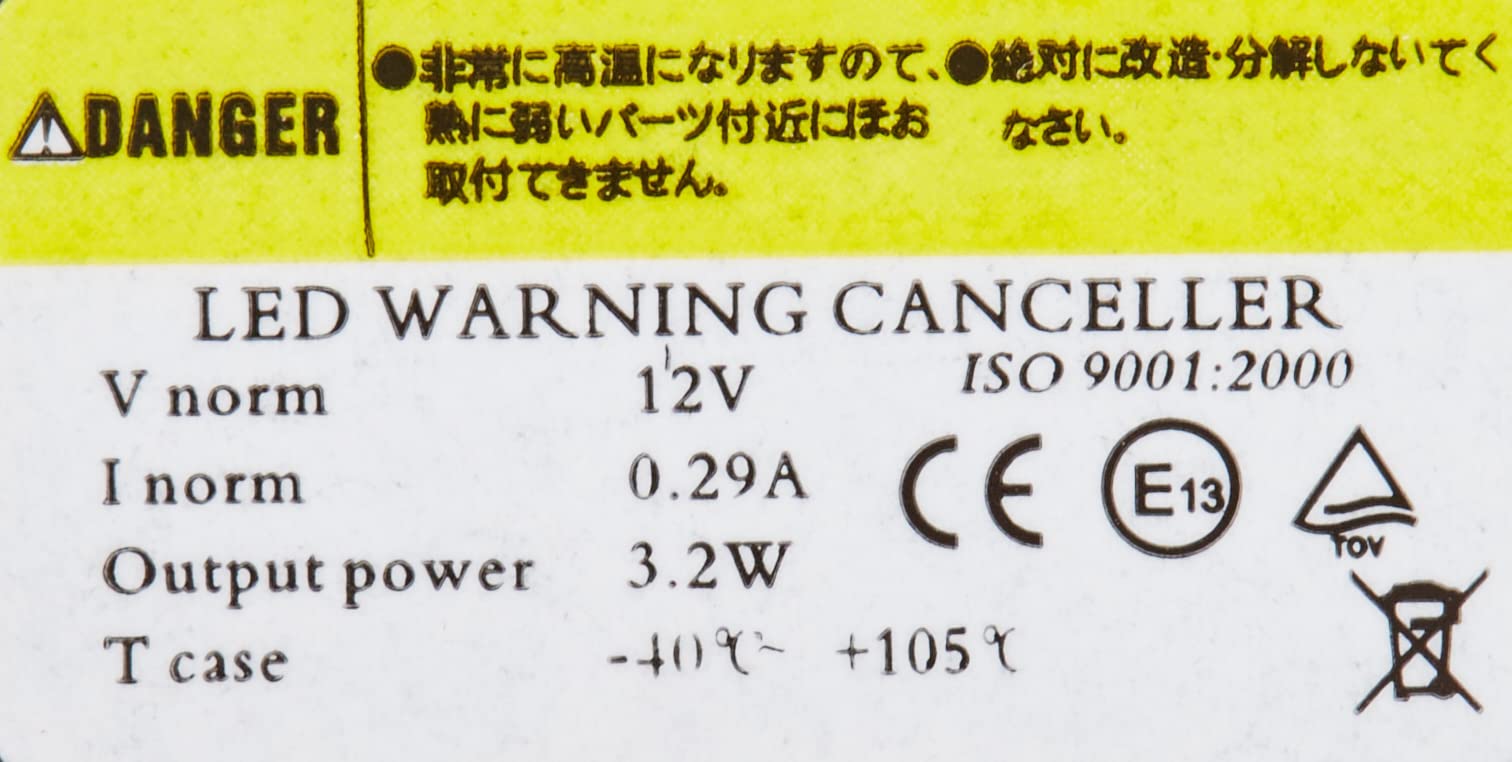 DANGER
●非常に高温になりますので、
熱に弱いパーツ付近にほお
取付できません。
●絶対に改造·分解しないてく
なさい。
LED WARNING CANCELLER
V norm 12V
ISO 9001:2000
I norm 0.29A
CE
E13
TOV
Output power 3.2W
T case -40℃~ +105℃